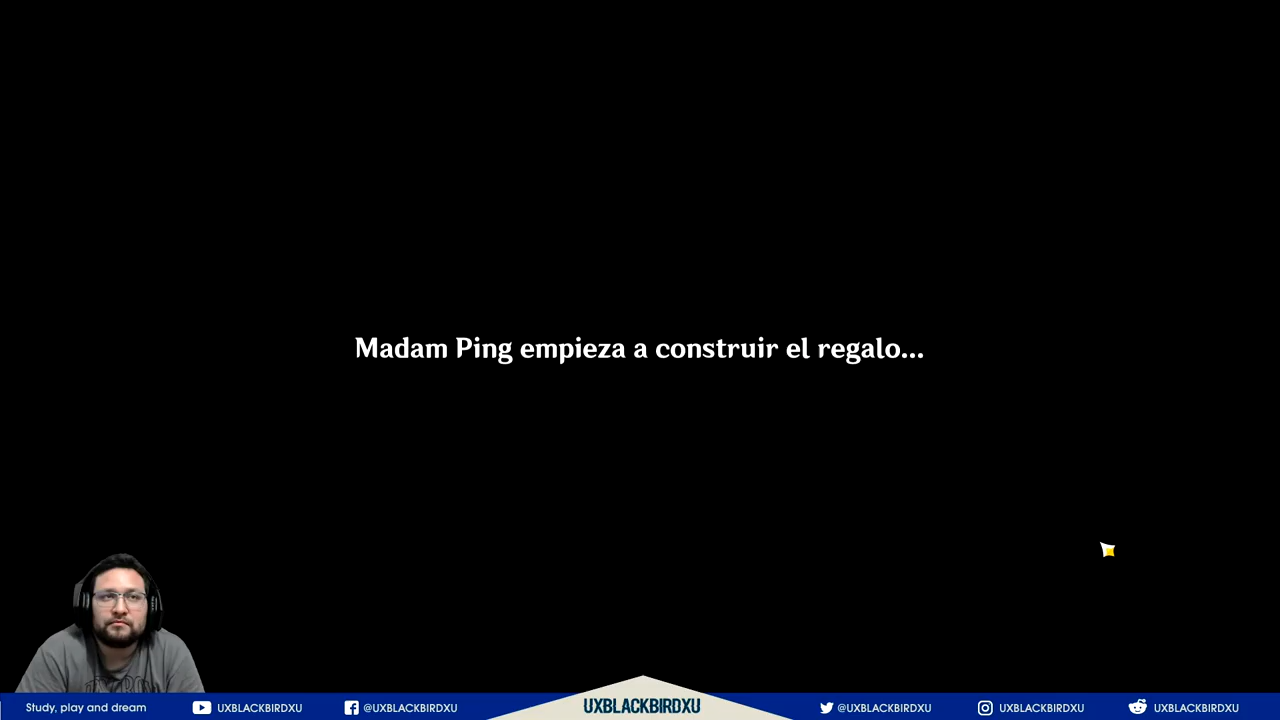 Madam Ping empieza a construir el regalo...
Study, play and dream
UXBLACKBIRDXU
@UXBLACKBIRDXU
UXBLACKBIRDXU
@UXBLACKBIRDXU
UXBLACKBIRDXU
UXBLACKBIRDXU